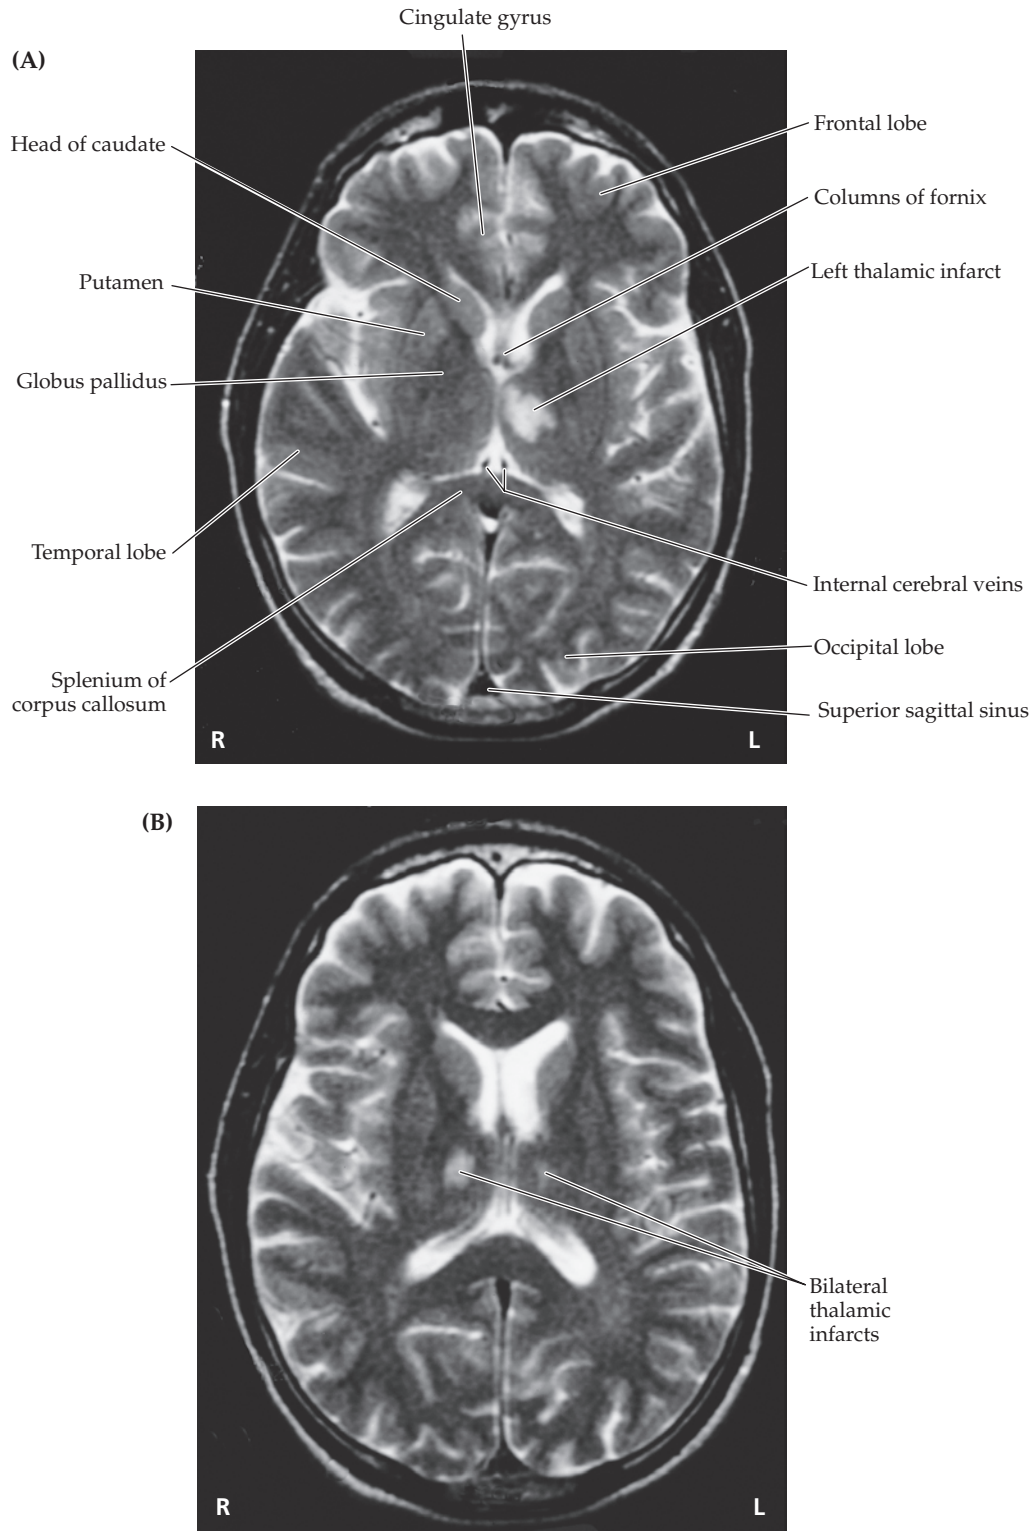 Cingulate gyrus
(A)
Head of caudate
Frontal lobe
Columns of fornix
Left thalamic infarct
Putamen
Globus pallidus
Temporal lobe
Internal cerebral veins
Occipital lobe
Splenium of
corpus callosum
Superior sagittal sinus
R
L
(B)
Bilateral
thalamic
infarcts
R
L